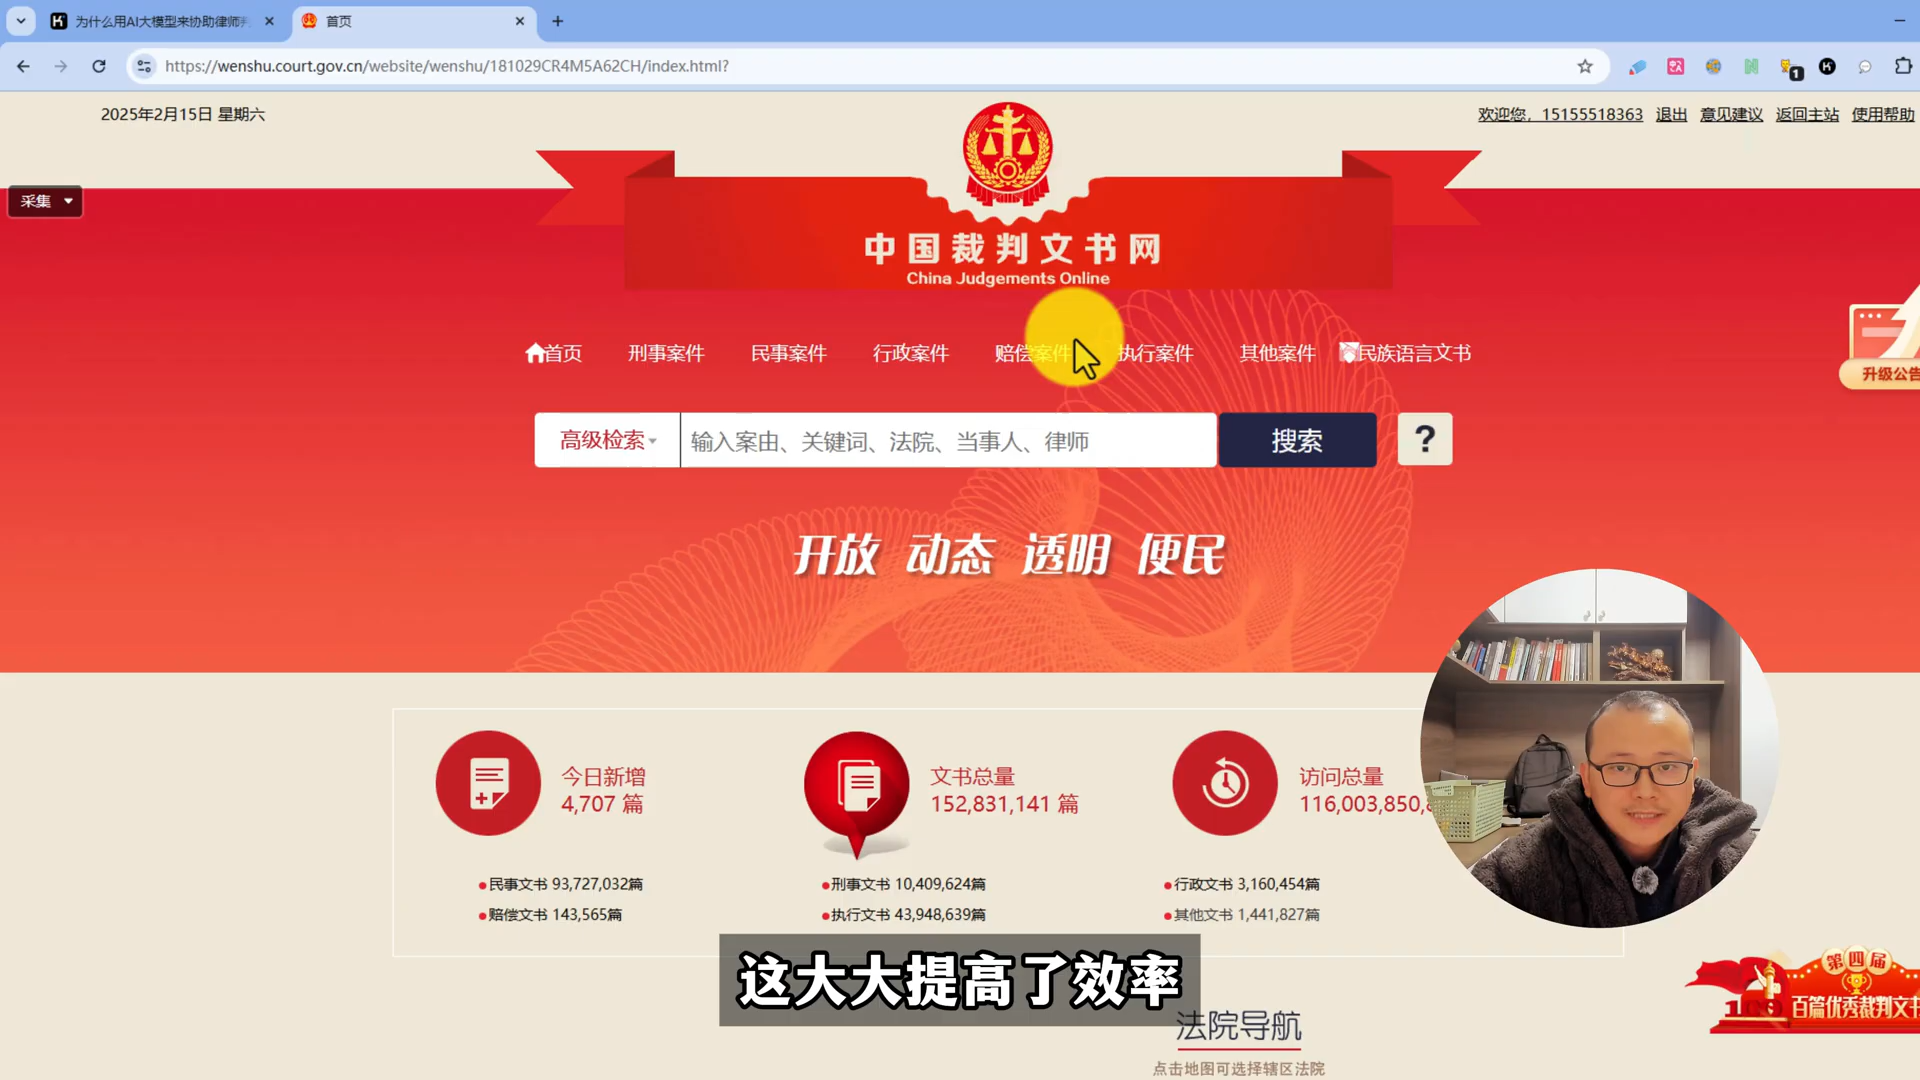 为什么用AI大模型来协助律师
首页
https://wenshu.court.gov.cn/website/wenshu/181029CR4M5A62CH/index.html?
1
2025年2月15日 星期六
欢迎您，15155518363 退出 意见建议 返回主站 使用帮助
采集
中国裁判文书网
China Judgements Online
首页 刑事案件 民事案件 行政案件 赔偿案件 执行案件 其他案件 民族语言文书
升级公告
高级检索 输入案由、关键词、法院、当事人、律师 搜索 ?
开放 动态 透明 便民
今日新增
4,707 篇
文书总量
152,831,141 篇
访问总量
116,003,850,
民事文书 93,727,032篇
刑事文书 10,409,624篇
行政文书 3,160,454篇
赔偿文书 143,565篇
执行文书 43,948,639篇
其他文书 1,441,827篇
这大大提高了效率
第四届
百篇优秀裁判文书
法院导航
点击地图可选择辖区法院